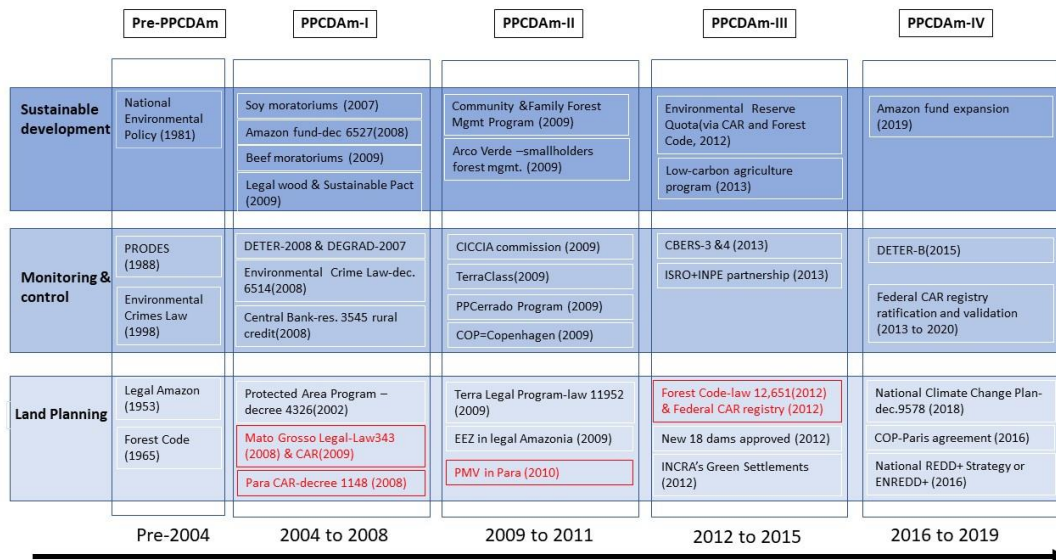 Pre-PPCDAm
PPCDAm-I
PPCDAm-II
PPCDAm-III
PPCDAm-IV
Sustainable
development
National
Environmental
Policy (1981)
Soy moratoriums (2007)
Amazon fund-dec 6527(2008)
Beef moratoriums (2009)
Legal wood & Sustainable Pact
(2009)
Community &Family Forest
Mgmt Program (2009)
Arco Verde –smallholders
forest mgmt. (2009)
Environmental Reserve
Quota(via CAR and Forest
Code, 2012)
Low-carbon agriculture
program (2013)
Amazon fund expansion
(2019)
Monitoring &
control
PRODES
(1988)
Environmental
Crimes Law
(1998)
DETER-2008 & DEGRAD-2007
Environmental Crime Law-dec.
6514(2008)
Central Bank-res. 3545 rural
credit(2008)
CICCIA commission (2009)
TerraClass(2009)
PPCerrado Program (2009)
COP=Copenhagen (2009)
CBERS-3 &4 (2013)
ISRO+INPE partnership (2013)
DETER-B(2015)
Federal CAR registry
ratification and validation
(2013 to 2020)
Land Planning
Legal Amazon
(1953)
Forest Code
(1965)
Protected Area Program –
decree 4326(2002)
Mato Grosso Legal-Law343
(2008) & CAR(2009)
Para CAR-decree 1148 (2008)
Terra Legal Program-law 11952
(2009)
EEZ in legal Amazonia (2009)
PMV in Para (2010)
Forest Code-law 12,651(2012)
& Federal CAR registry (2012)
New 18 dams approved (2012)
INCRA's Green Settlements
(2012)
National Climate Change Plan-
dec.9578 (2018)
COP-Paris agreement (2016)
National REDD+ Strategy or
ENREDD+ (2016)
Pre-2004
2004 to 2008
2009 to 2011
2012 to 2015
2016 to 2019